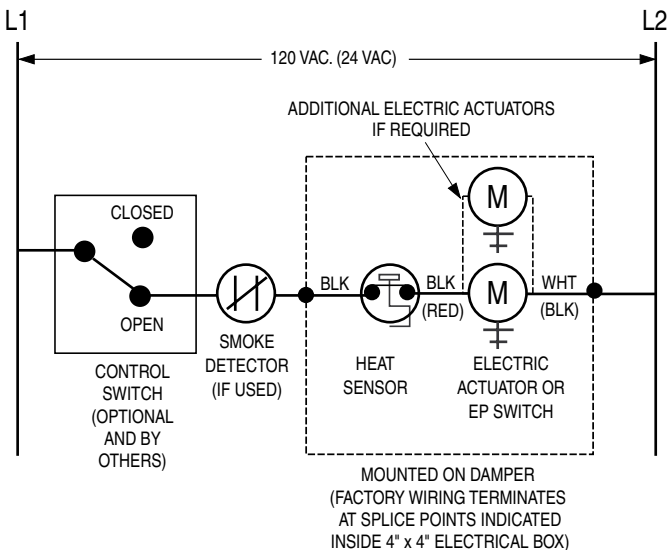 L1
L2
120 VAC. (24 VAC)
ADDITIONAL ELECTRIC ACTUATORS
IF REQUIRED
CLOSED
OPEN
CONTROL
SWITCH
(OPTIONAL
AND BY
OTHERS)
SMOKE
DETECTOR
(IF USED)
BLK
HEAT
SENSOR
BLK
(RED)
M
M
WHT
(BLK)
ELECTRIC
ACTUATOR OR
EP SWITCH
MOUNTED ON DAMPER
(FACTORY WIRING TERMINATES
AT SPLICE POINTS INDICATED
INSIDE 4" x 4" ELECTRICAL BOX)